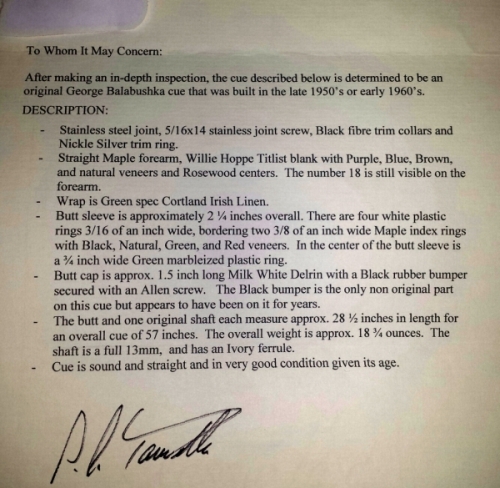 To Whom It May Concern:
After making an in-depth inspection, the cue described below is determined to be an
original George Balabushka cue that was built in the late 1950's or early 1960's.
DESCRIPTION:
- Stainless steel joint, 5/16x14 stainless joint screw, Black fibre trim collars and
Nickle Silver trim ring.
- Straight Maple forearm, Willie Hoppe Titlist blank with Purple, Blue, Brown,
and natural veneers and Rosewood centers. The number 18 is still visible on the
forearm.
- Wrap is Green spec Cortland Irish Linen.
- Butt sleeve is approximately 2 ¼ inches overall. There are four white plastic
rings 3/16 of an inch wide, bordering two 3/8 of an inch wide Maple index rings
with Black, Natural, Green, and Red veneers. In the center of the butt sleeve is
a ¾ inch wide Green marbleized plastic ring.
- Butt cap is approx. 1.5 inch long Milk White Delrin with a Black rubber bumper
secured with an Allen screw. The Black bumper is the only non original part
on this cue but appears to have been on it for years.
- The butt and one original shaft each measure approx. 28 ½ inches in length for
an overall cue of 57 inches. The overall weight is approx. 18 ¾ ounces. The
shaft is a full 13mm, and has an Ivory ferrule.
- Cue is sound and straight and in very good condition given its age.